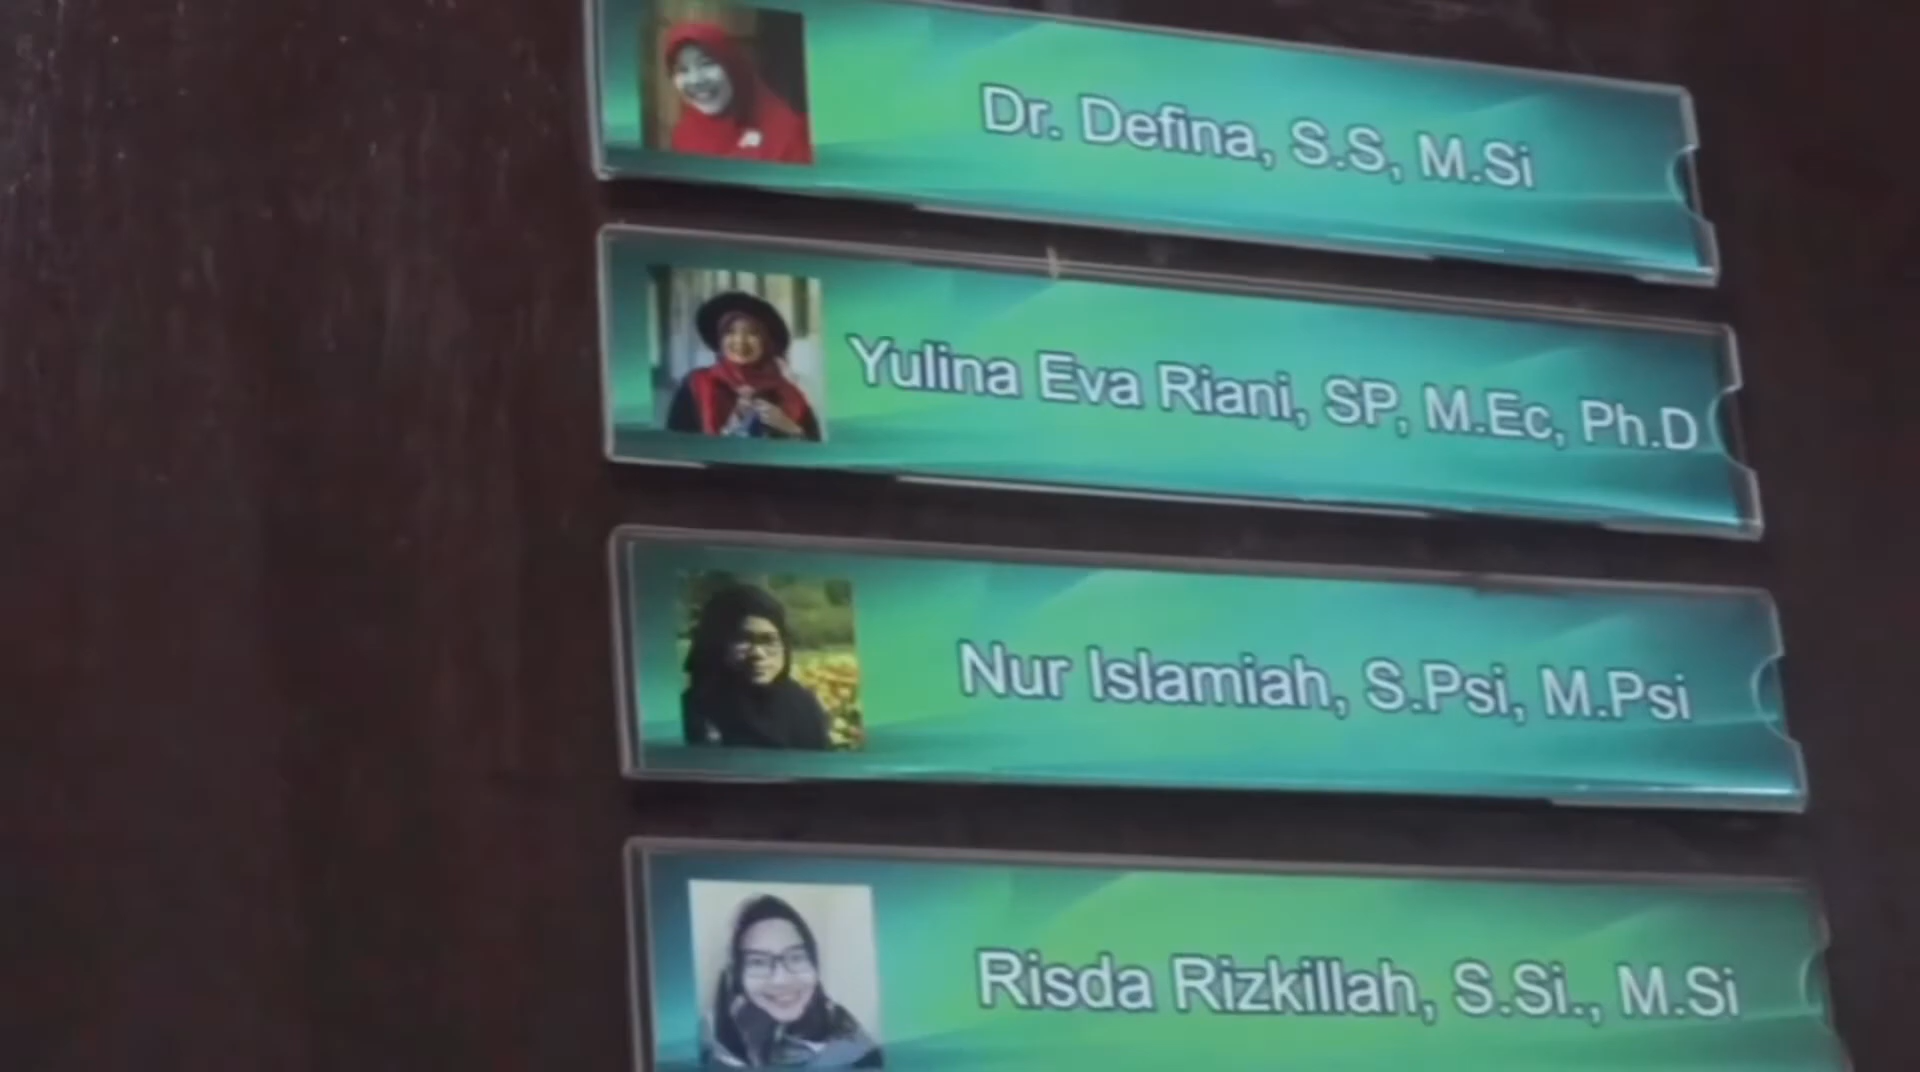 Dr. Defina, S.S, M.Si
Yulina Eva Riani, SP, M.Ec, Ph.D
Nur Islamiah, S.Psi, M.Psi
Risda Rizkillah, S.Si., M.Si